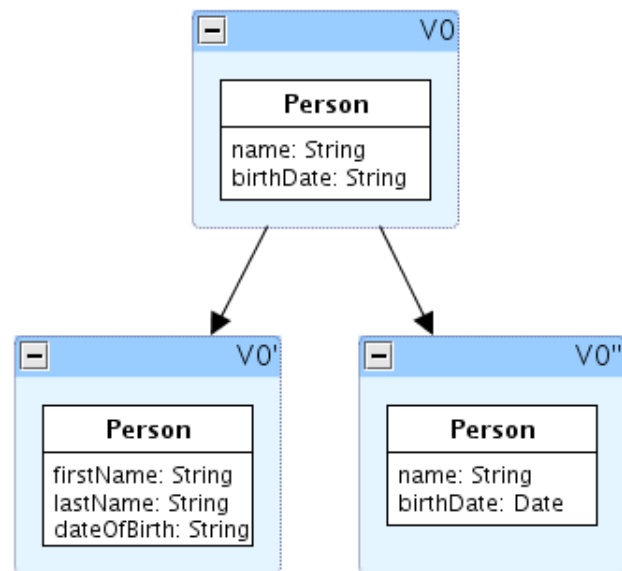 V0
Person
name: String
birthDate: String
V0'
Person
firstName: String
lastName: String
dateOfBirth: String
V0"
Person
name: String
birthDate: Date